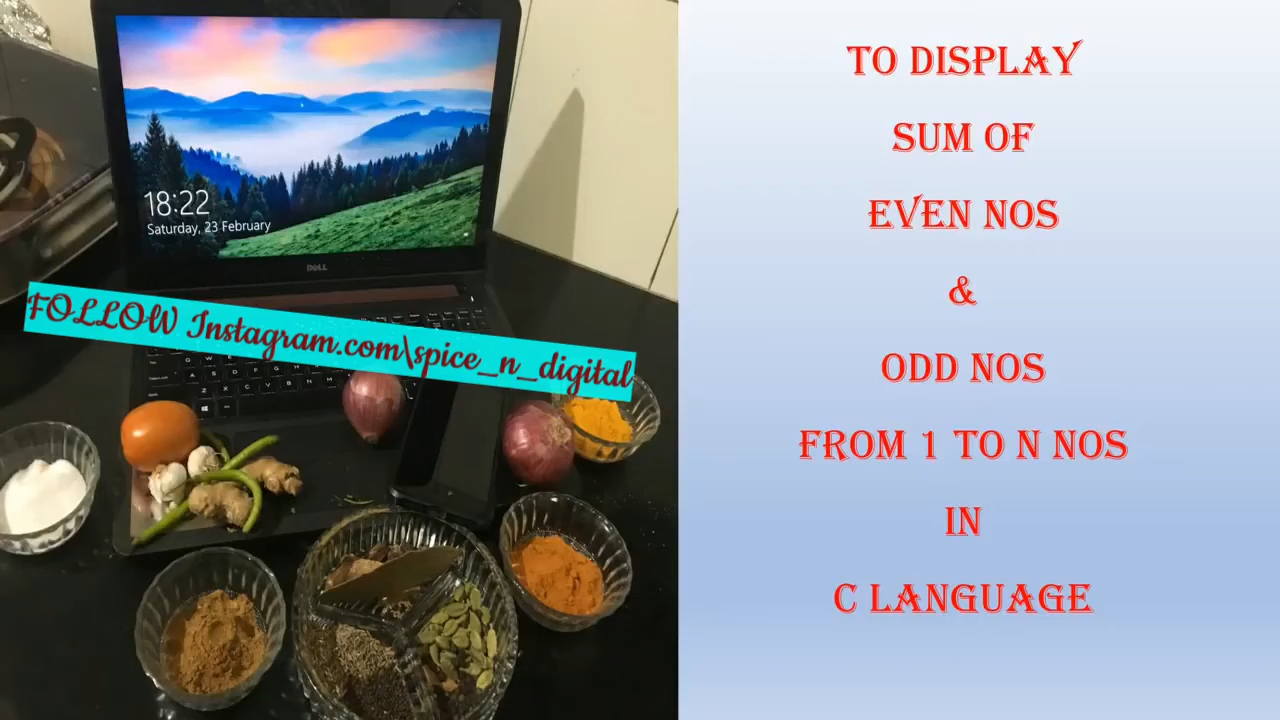 18:22
Saturday, 23 February
DELL
FOLLOW Instagram.com\spice_n_digital
TO DISPLAY
SUM OF
EVEN NOS
&
ODD NOS
FROM 1 TO N NOS
IN
C LANGUAGE